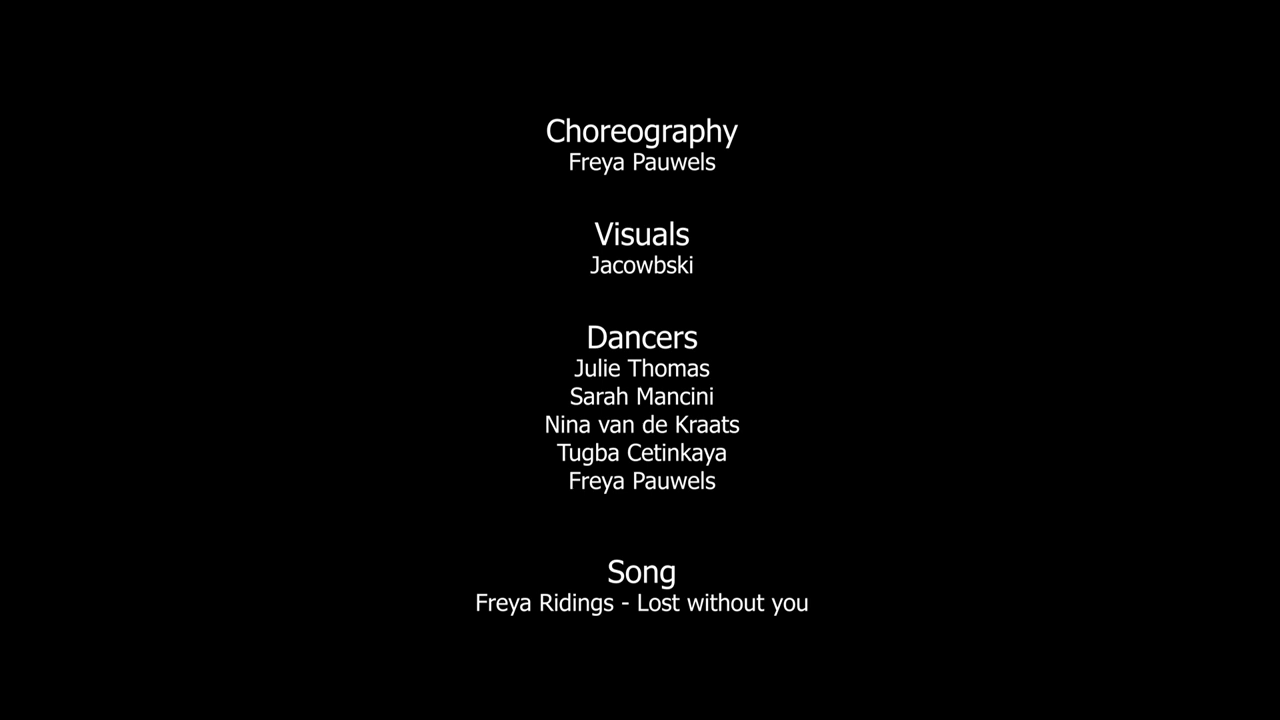 Choreography
Freya Pauwels
Visuals
Jacowbski
Dancers
Julie Thomas
Sarah Mancini
Nina van de Kraats
Tugba Cetinkaya
Freya Pauwels
Song
Freya Ridings - Lost without you